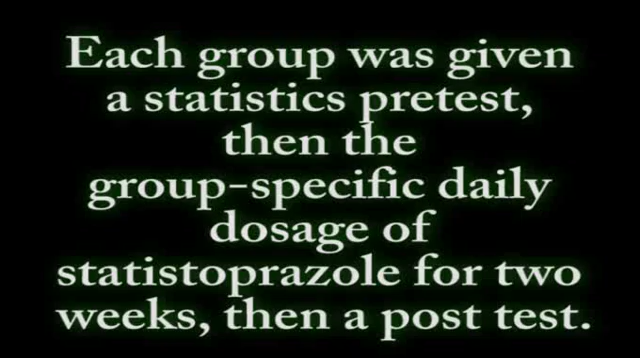 Each group was given
a statistics pretest,
then the
group-specific daily
dosage of
statistoprazole for two
weeks, then a post test.